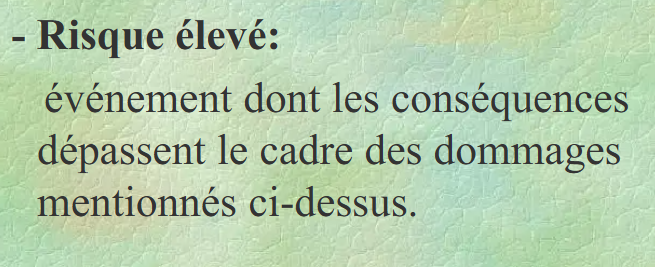 - Risque élevé:
événement dont les conséquences
dépassent le cadre des dommages
mentionnés ci-dessus.